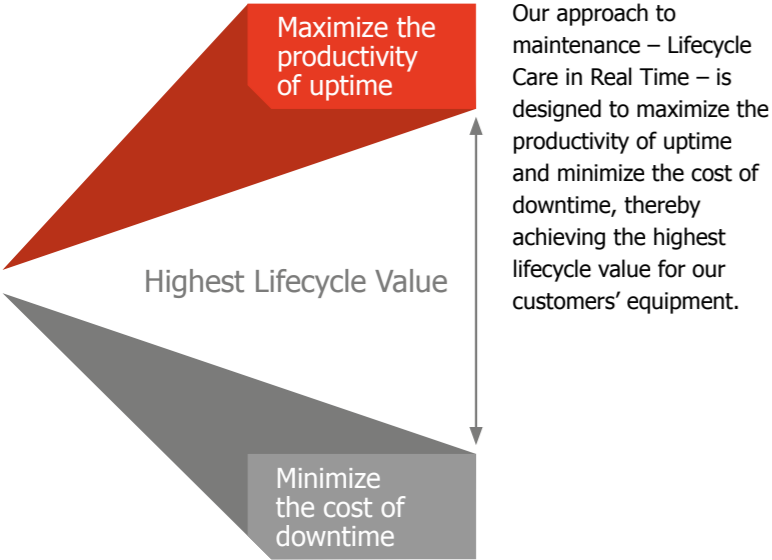 Maximize the
productivity
of uptime
Highest Lifecycle Value
Minimize
the cost of
downtime
Our approach to
maintenance – Lifecycle
Care in Real Time – is
designed to maximize the
productivity of uptime
and minimize the cost of
downtime, thereby
achieving the highest
lifecycle value for our
customers’ equipment.